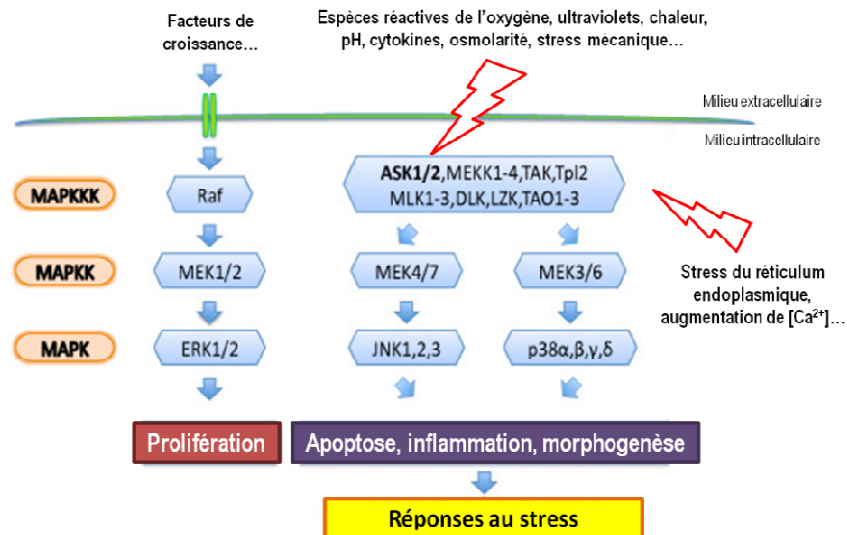 Facteurs de
croissance…
Espèces réactives de l'oxygène, ultraviolets, chaleur,
pH, cytokines, osmolarité, stress mécanique…
Milieu extracellulaire
Milieu intracellulaire
MAPKKK
Raf
ASK1/2,MEKK1-4,TAK,Tpl2
MLK1-3,DLK,LZK,TAO1-3
MAPKK
MEK1/2
MEK4/7
MEK3/6
Stress du réticulum
endoplasmique,
augmentation de [Ca²⁺]…
MAPK
ERK1/2
JNK1,2,3
p38α,β,γ,δ
Prolifération
Apoptose, inflammation, morphogenèse
Réponses au stress